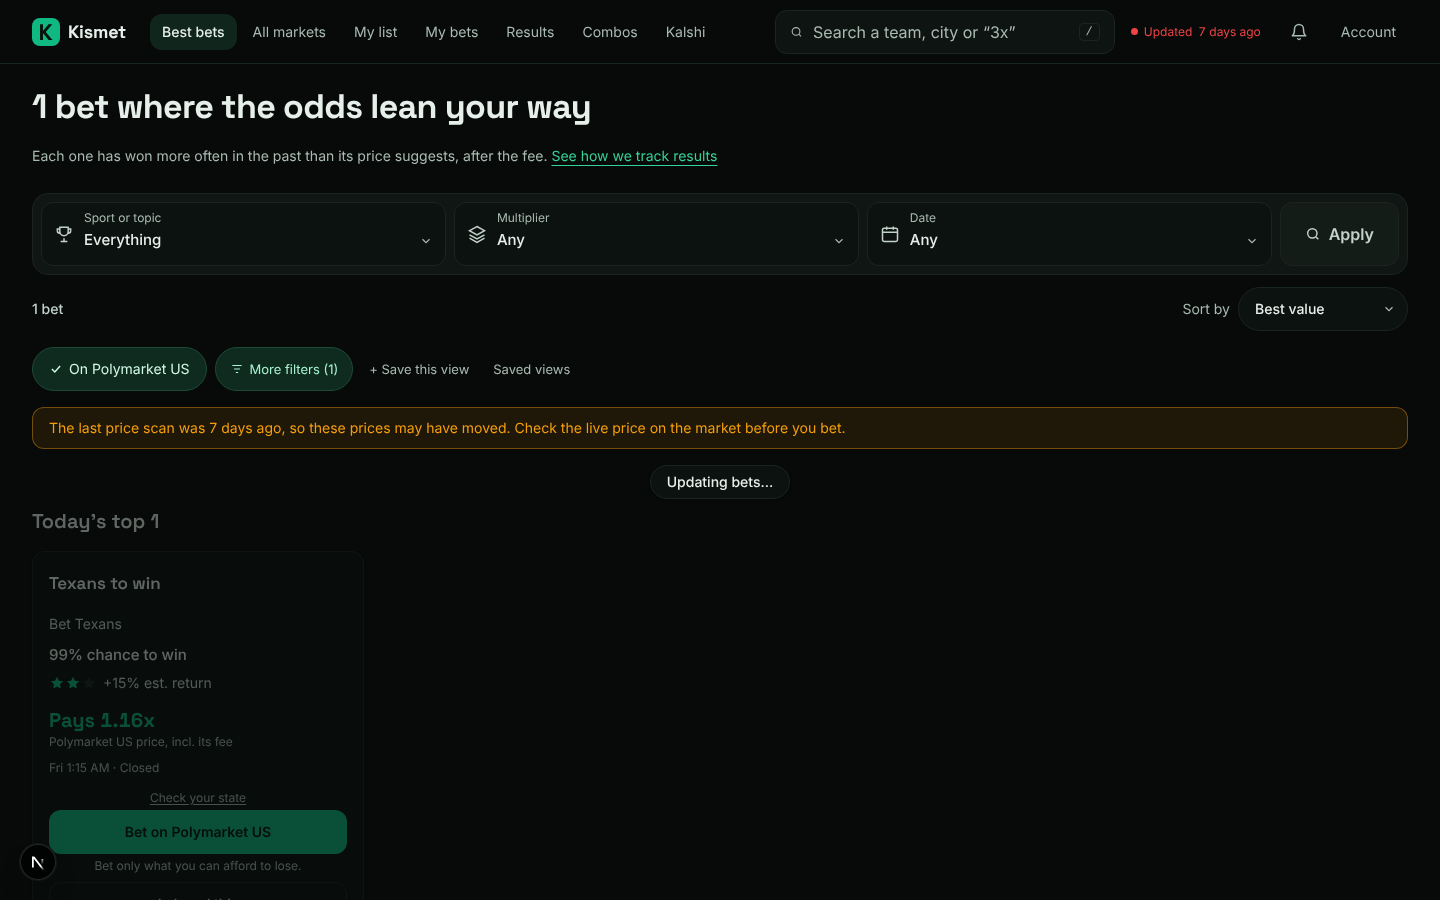 K Kismet
Best bets
All markets
My list
My bets
Results
Combos
Kalshi
Search a team, city or “3x”
/
Updated 7 days ago
Account
1 bet where the odds lean your way
Each one has won more often in the past than its price suggests, after the fee. See how we track results
Sport or topic
Everything
Multiplier
Any
Date
Any
Apply
1 bet
Sort by
Best value
On Polymarket US
More filters (1)
+ Save this view
Saved views
The last price scan was 7 days ago, so these prices may have moved. Check the live price on the market before you bet.
Updating bets...
Today’s top 1
Texans to win
Bet Texans
99% chance to win
+15% est. return
Pays 1.16x
Polymarket US price, incl. its fee
Fri 1:15 AM · Closed
Check your state
Bet on Polymarket US
Bet only what you can afford to lose.
N